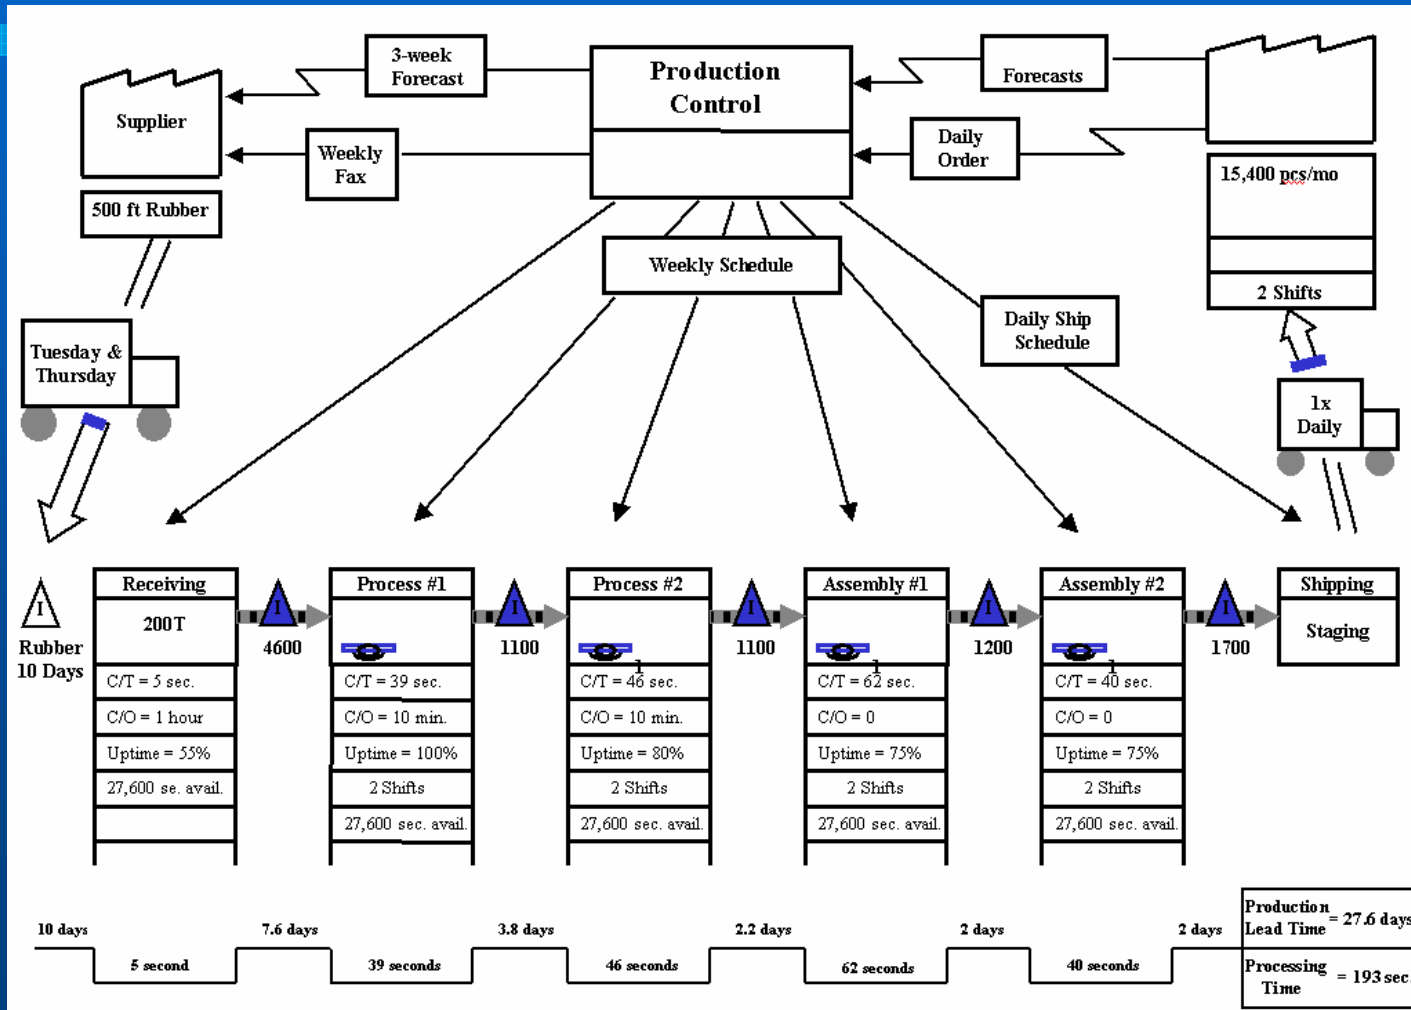 3-week
Forecast
Production
Control
Forecasts
Supplier
Weekly
Fax
Daily
Order
15,400 pcs/mo
500 ft Rubber
Weekly Schedule
2 Shifts
Daily Ship
Schedule
Tuesday &
Thursday
1x
Daily
I
Rubber
10 Days
Receiving
200T
C/T = 5 sec.
C/O = 1 hour
Uptime = 55%
27,600 se. avail.
I
4600
Process #1
C/T = 39 sec.
C/O = 10 min.
Uptime = 100%
2 Shifts
27,600 sec. avail.
I
1100
Process #2
1
C/T = 46 sec.
C/O = 10 min.
Uptime = 80%
2 Shifts
27,600 sec. avail.
I
1100
Assembly #1
1
C/T = 62 sec.
C/O = 0
Uptime = 75%
2 Shifts
27,600 sec. avail.
I
1200
Assembly #2
1
C/T = 40 sec.
C/O = 0
Uptime = 75%
2 Shifts
27,600 sec. avail.
I
1700
Shipping
Staging
10 days
7.6 days
3.8 days
2.2 days
2 days
2 days
5 second
39 seconds
46 seconds
62 seconds
40 seconds
Production
Lead Time = 27.6 days
Processing
Time = 193 sec.